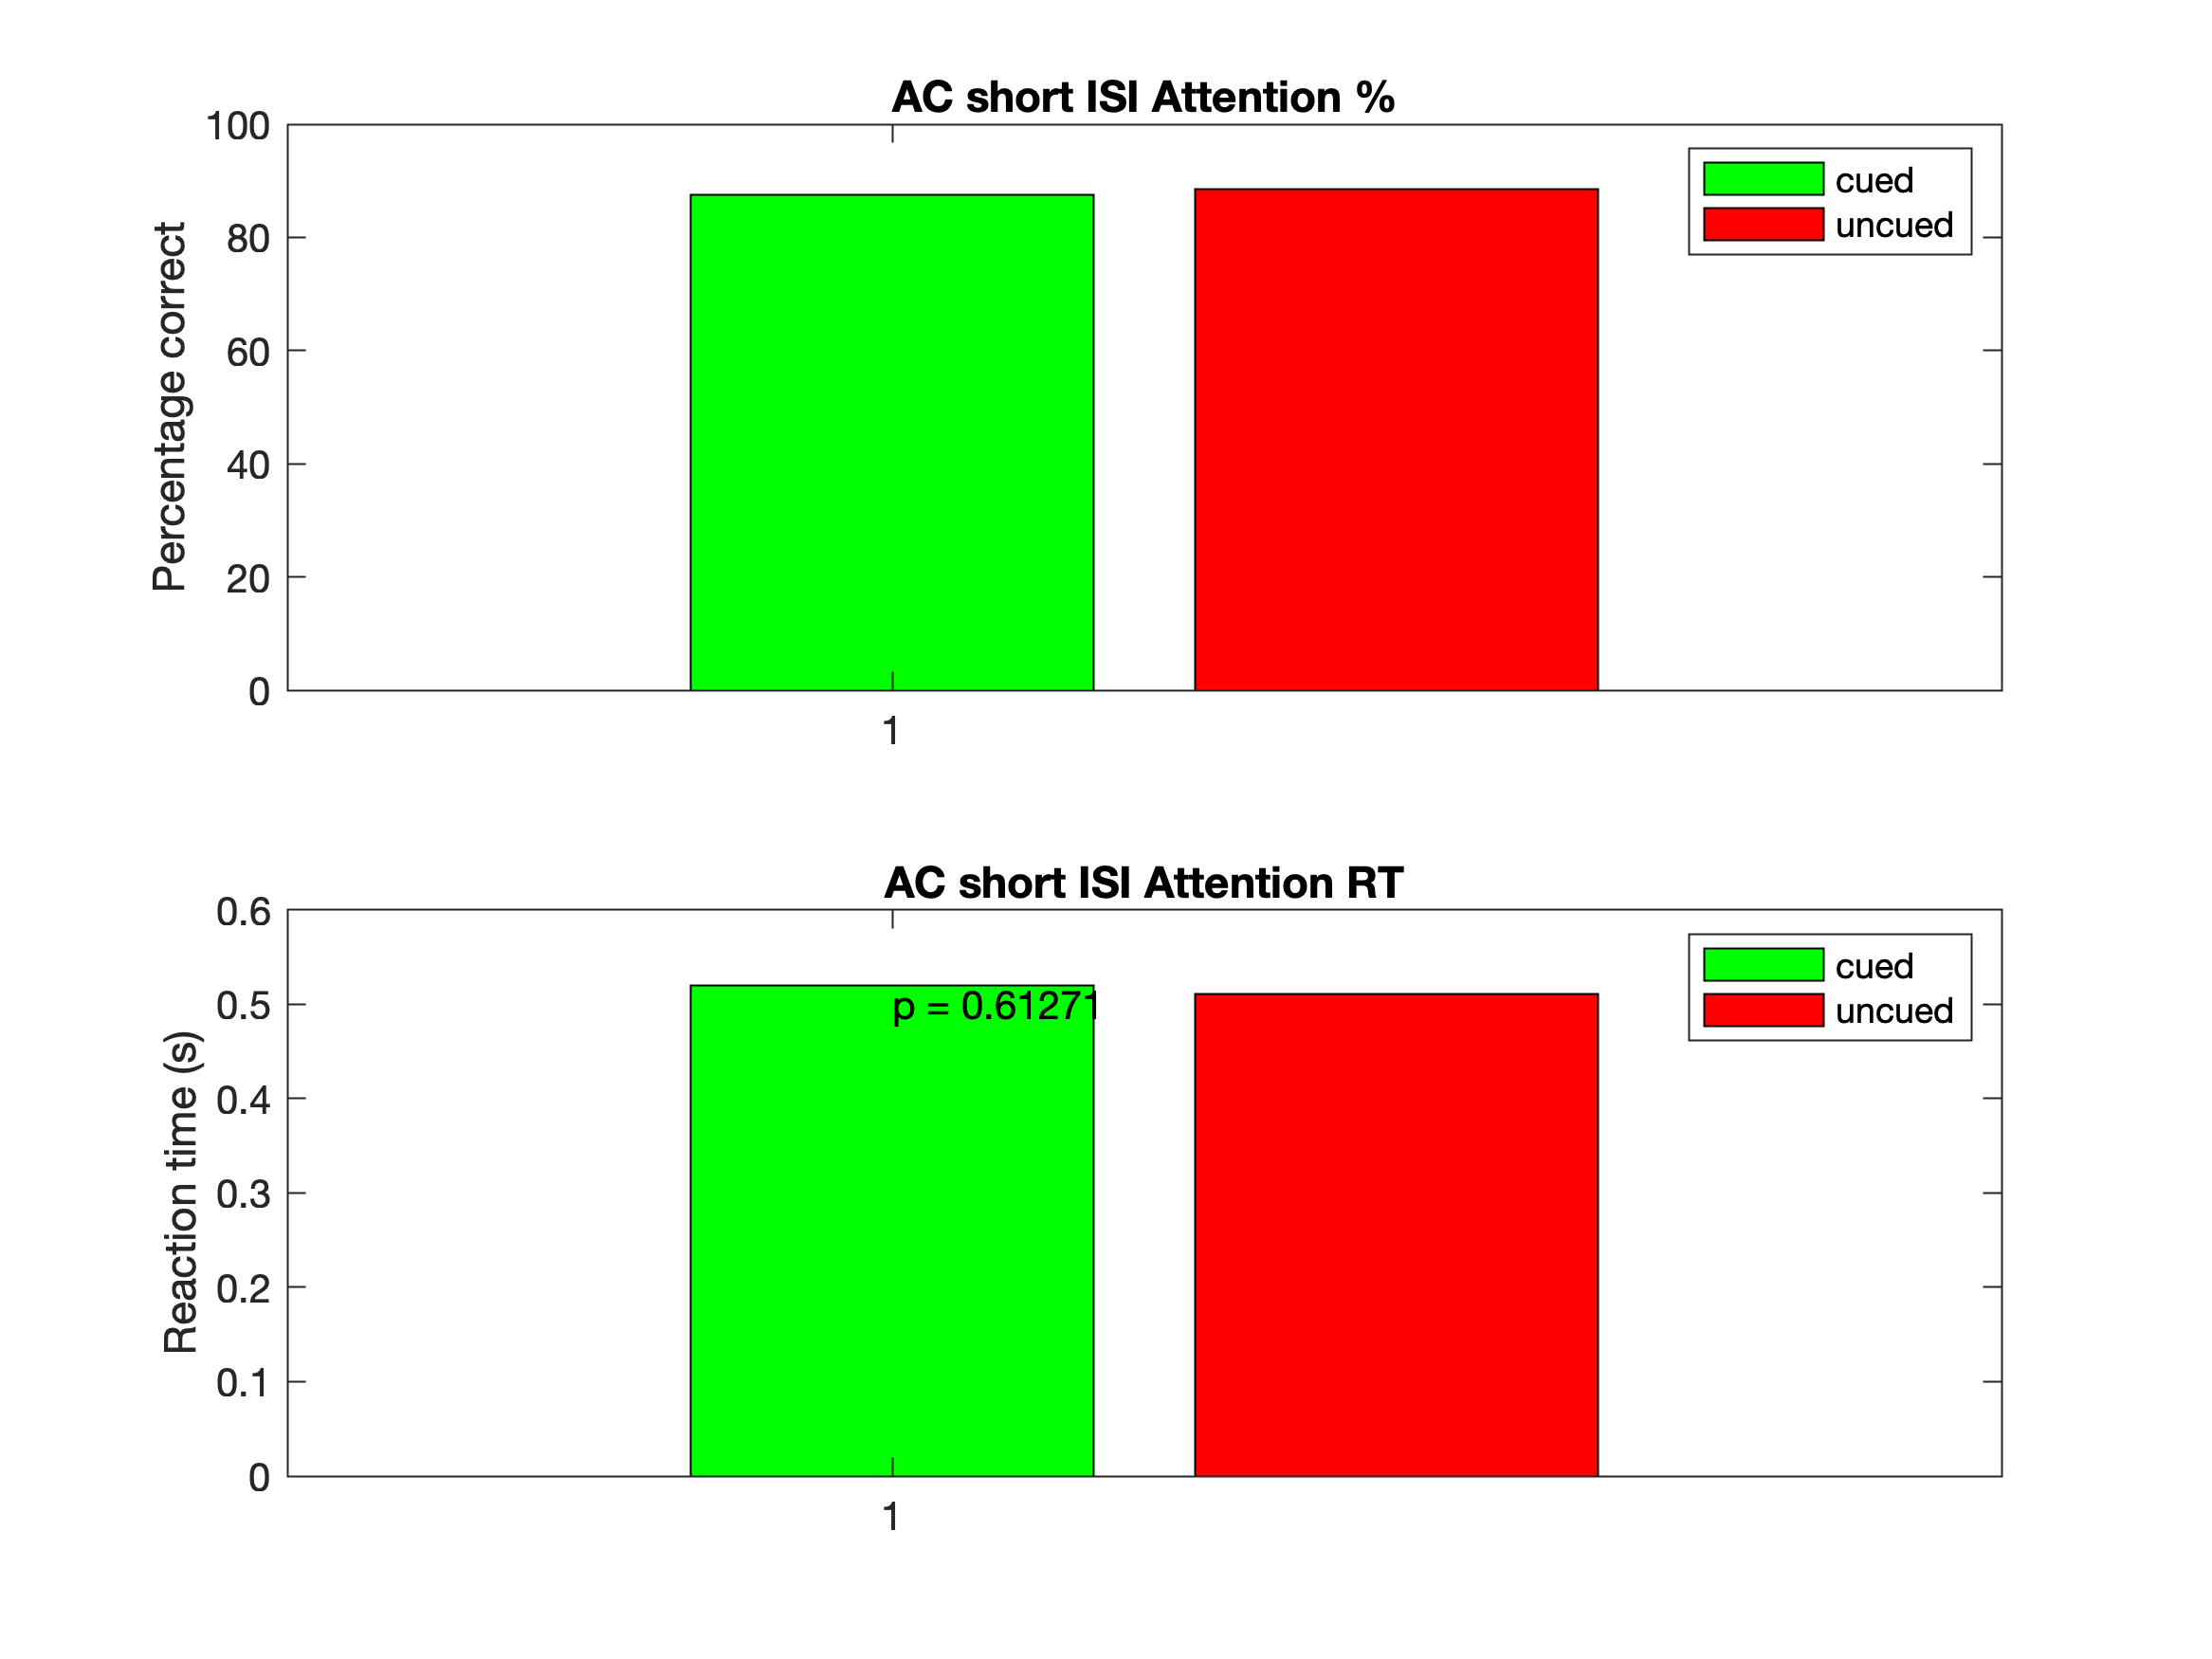 AC short ISI Attention %
Percentage correct
100
80
60
40
20
0
1
cued
uncued
AC short ISI Attention RT
Reaction time (s)
0.6
0.5
0.4
0.3
0.2
0.1
0
1
p = 0.61271
cued
uncued